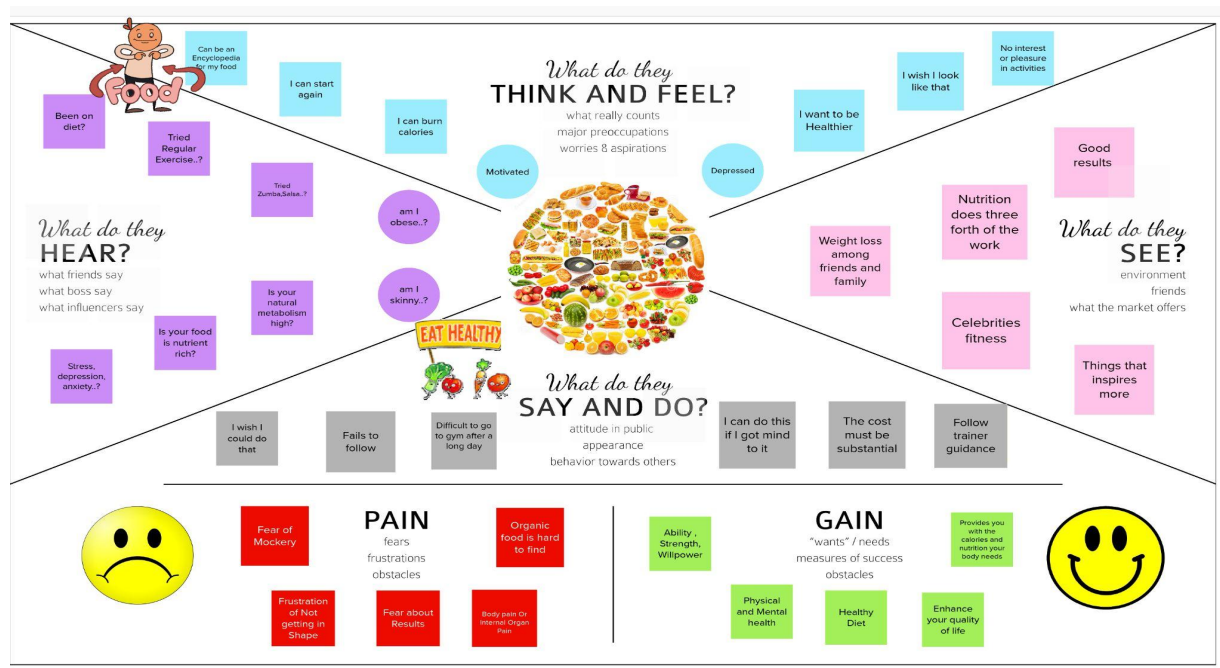 What do they
THINK AND FEEL?
what really counts
major preoccupations
worries & aspirations
Can be an
Encyclopedia
for my food
I can start
again
I can burn
calories
Motivated
Depressed
I want to be
Healthier
I wish I look
like that
No interest
or pleasure
in activities
Food
Been on
diet?
Tried
Regular
Exercise..?
Tried
Zumba,Salsa..?
am I
obese..?
What do they
HEAR?
what friends say
what boss say
what influencers say
am I
skinny..?
Is your
natural
metabolism
high?
Is your food
is nutrient
rich?
Stress,
depression,
anxiety..?
Good
results
Nutrition
does three
forth of the
work
Weight loss
among
friends and
family
What do they
SEE?
environment
friends
what the market offers
Celebrities
fitness
Things that
inspires
more
EAT HEALTHY
What do they
SAY AND DO?
attitude in public
appearance
behavior towards others
I wish I
could do
that
Fails to
follow
Difficult to go
to gym after a
long day
I can do this
if I got mind
to it
The cost
must be
substantial
Follow
trainer
guidance
PAIN
fears
frustrations
obstacles
Fear of
Mockery
Organic
food is hard
to find
Frustration
of Not
getting in
Shape
Fear about
Results
Body pain Or
Internal Organ
Pain
GAIN
"wants" / needs
measures of success
obstacles
Ability ,
Strength,
Willpower
Provides you
with the
calories and
nutrition your
body needs
Physical
and Mental
health
Healthy
Diet
Enhance
your quality
of life